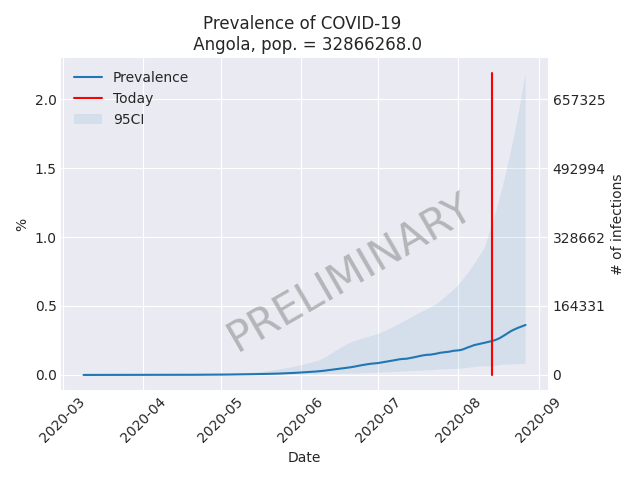 Prevalence of COVID-19
Angola, pop. = 32866268.0
Prevalence
Today
95CI
2.0
1.5
1.0
0.5
0.0
%
657325
492994
328662
164331
0
# of infections
PRELIMINARY
2020-03
2020-04
2020-05
2020-06
2020-07
2020-08
2020-09
Date